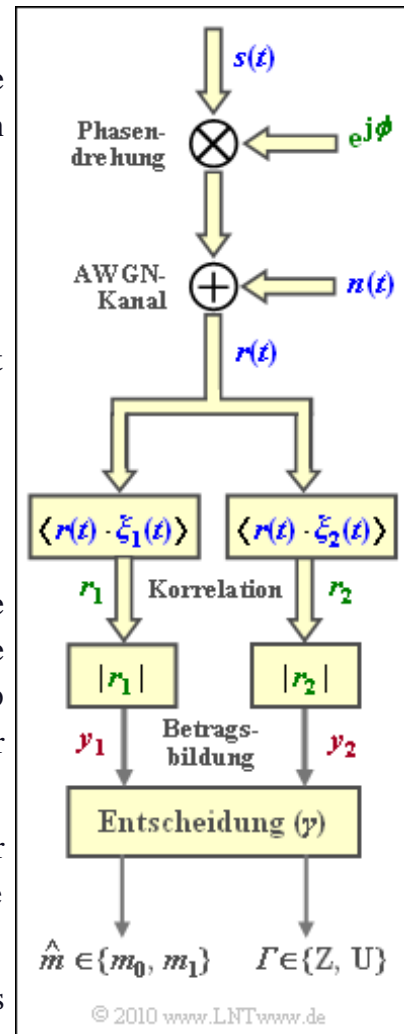 s(t)
Phasen-
drehung
e^{jϕ}
AWGN-
Kanal
n(t)
r(t)
⟨r(t) · ξ₁(t)⟩ ⟨r(t) · ξ₂(t)⟩
r₁ Korrelation r₂
|r₁| |r₂|
y₁ Betrags-
bildung y₂
Entscheidung (y)
m̂ ∈{m₀, m₁} Γ∈{Z, U}
© 2010 www.LNTwww.de